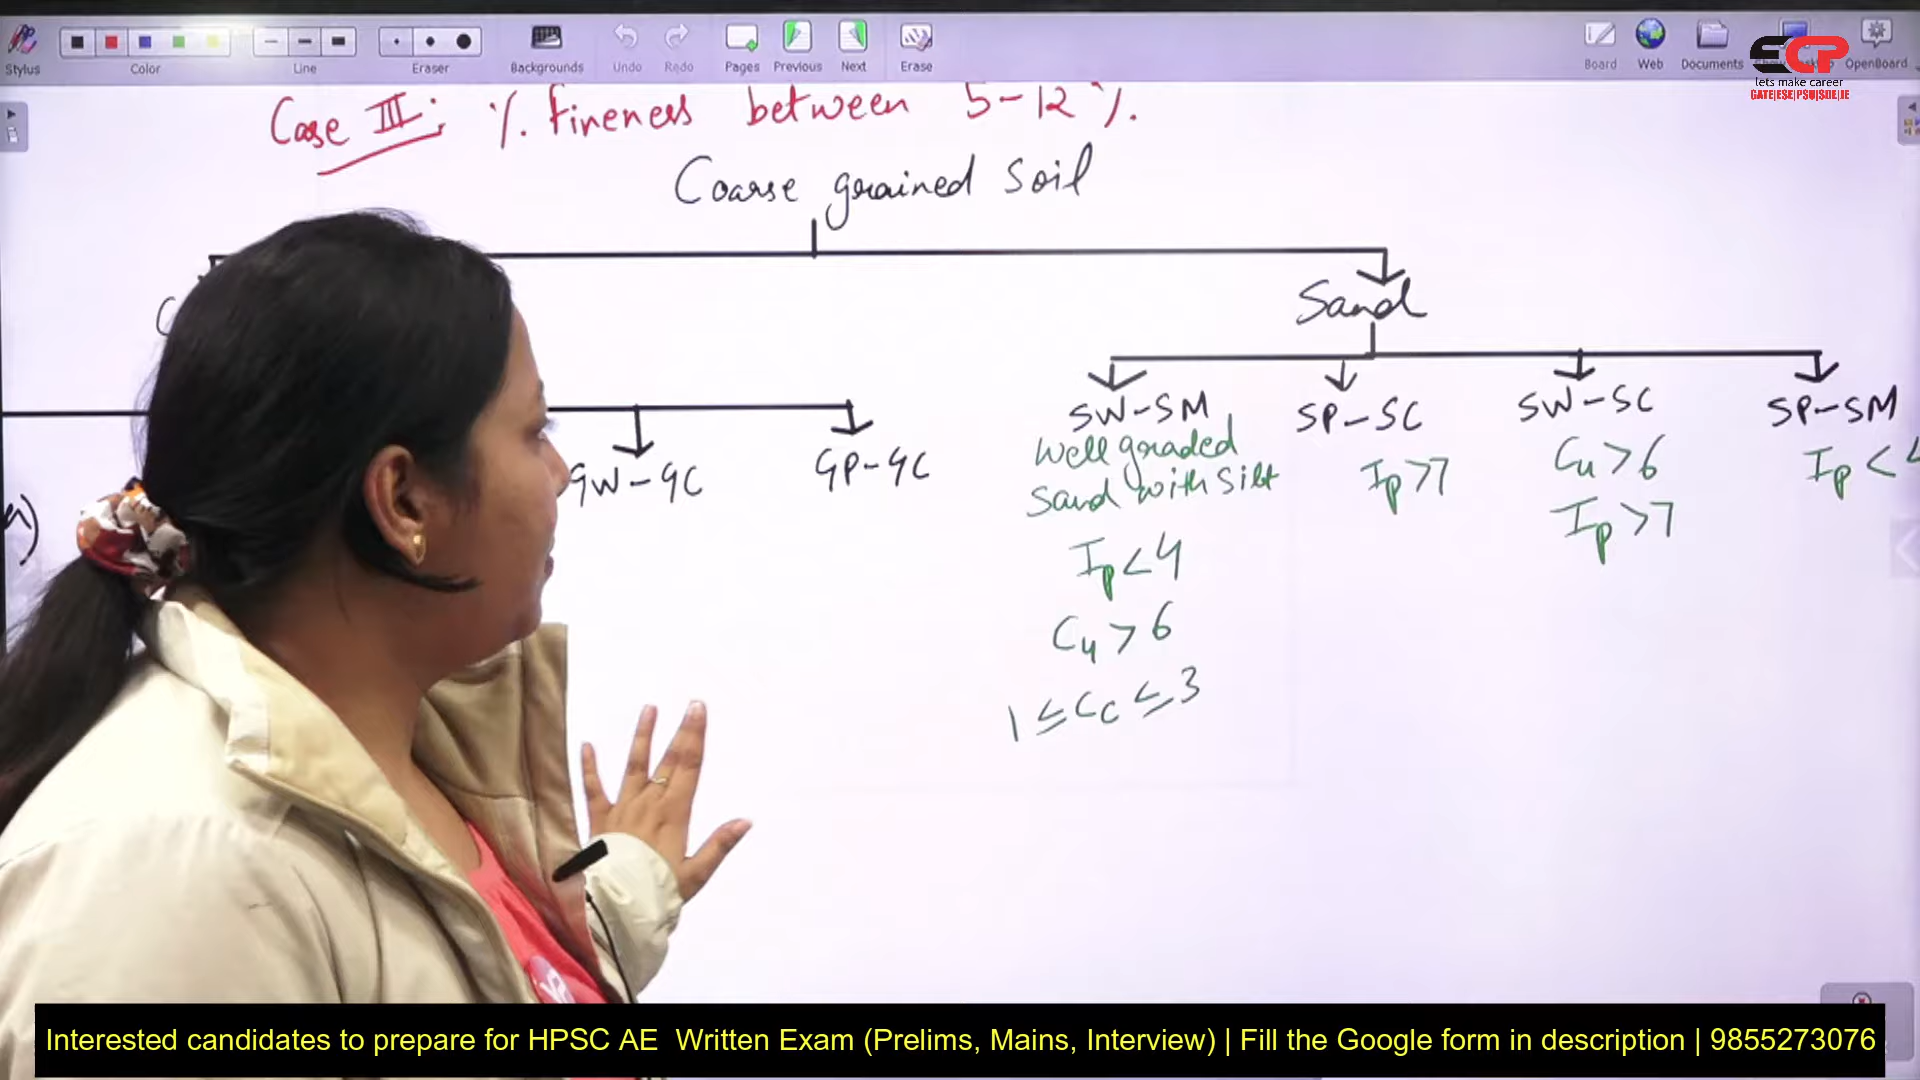 Stylus
Color
Line
Eraser
Backgrounds
Undo
Redo
Pages
Previous
Next
Erase
Board
Web
Documents
OpenBoard
ECP
lets make career
GATE|ESE|PSU|SDE|JE
Case III: % fineness between 5-12%.
Coarse grained Soil
Sand
SW-SM
SP-SC
SW-SC
SP-SM
Well graded
Sand with Silt
Ip<4
Cu>6
1≤Cc≤3
Ip>7
Cu>6
Ip>7
Ip<4
GW-GC
GP-GC
Interested candidates to prepare for HPSC AE Written Exam (Prelims, Mains, Interview) | Fill the Google form in description | 9855273076